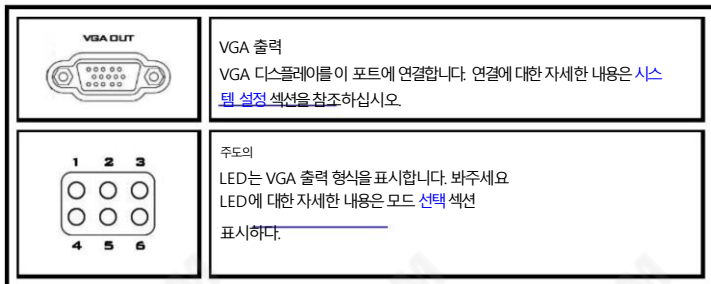 VGA OUT
VGA 출력
VGA 디스플레이를 이 포트에 연결합니다. 연결에 대한 자세한 내용은 시스
템 설정 섹션을 참조하십시오.
1 2 3
4 5 6
주도의
LED는 VGA 출력 형식을 표시합니다. 봐주세요
LED에 대한 자세한 내용은 모드 선택 섹션
표시하다.